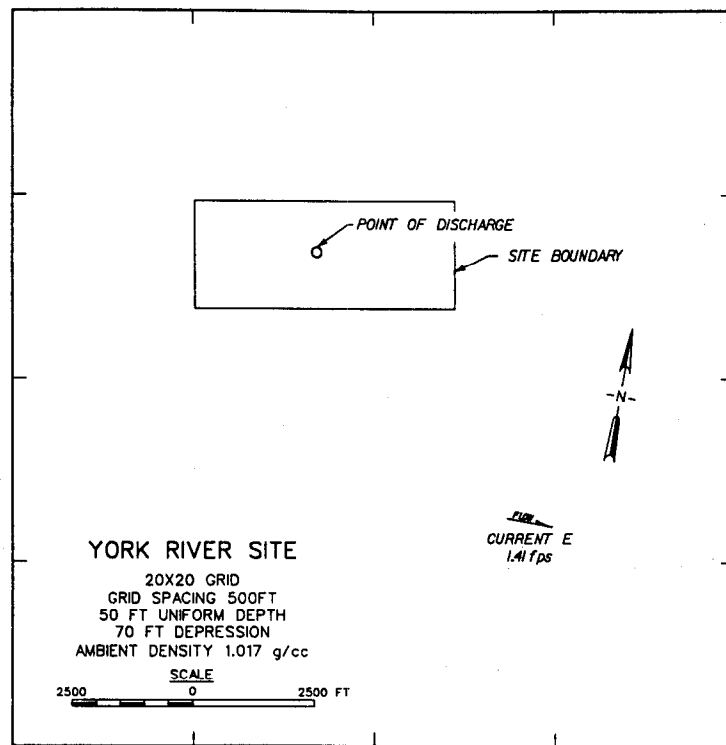 POINT OF DISCHARGE
SITE BOUNDARY
-N-
FLOW
CURRENT E
1.41 fps
YORK RIVER SITE
20X20 GRID
GRID SPACING 500FT
50 FT UNIFORM DEPTH
70 FT DEPRESSION
AMBIENT DENSITY 1.017 g/cc
SCALE
2500 0 2500 FT